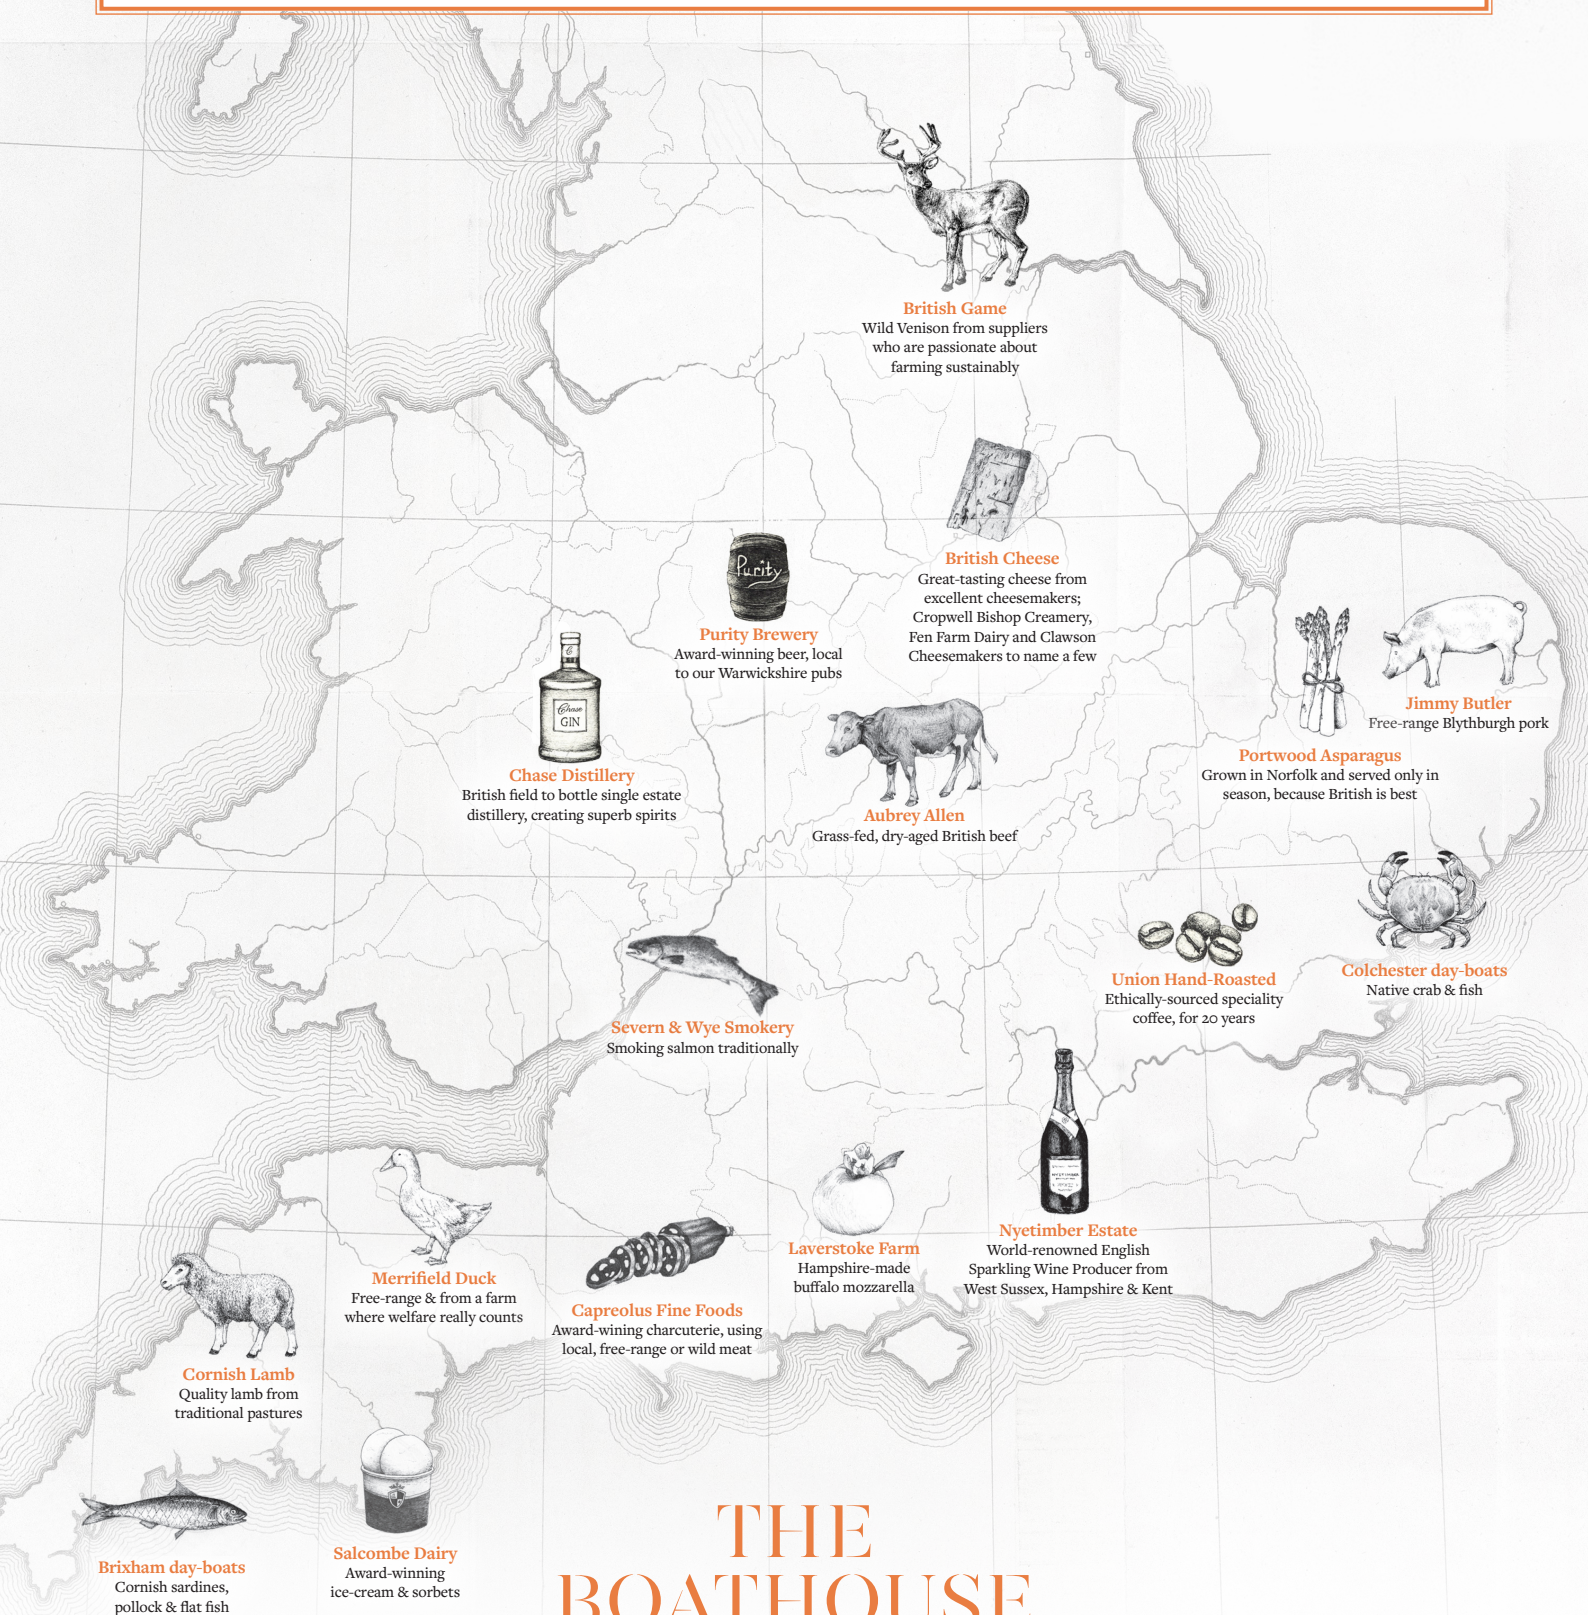 British Game
Wild Venison from suppliers
who are passionate about
farming sustainably
British Cheese
Great-tasting cheese from
excellent cheesemakers;
Cropwell Bishop Creamery,
Fen Farm Dairy and Clawson
Cheesemakers to name a few
Purity
Purity Brewery
Award-winning beer, local
to our Warwickshire pubs
Chase
GIN
Chase Distillery
British field to bottle single estate
distillery, creating superb spirits
Jimmy Butler
Free-range Blythburgh pork
Portwood Asparagus
Grown in Norfolk and served only in
season, because British is best
Aubrey Allen
Grass-fed, dry-aged British beef
Union Hand-Roasted
Ethically-sourced speciality
coffee, for 20 years
Colchester day-boats
Native crab & fish
Severn & Wye Smokery
Smoking salmon traditionally
Nyetimber Estate
World-renowned English
Sparkling Wine Producer from
West Sussex, Hampshire & Kent
Laverstoke Farm
Hampshire-made
buffalo mozzarella
Merrifield Duck
Free-range & from a farm
where welfare really counts
Capreolus Fine Foods
Award-wining charcuterie, using
local, free-range or wild meat
Cornish Lamb
Quality lamb from
traditional pastures
Salcombe Dairy
Award-winning
ice-cream & sorbets
Brixham day-boats
Cornish sardines,
pollock & flat fish
THE
BOATHOUSE